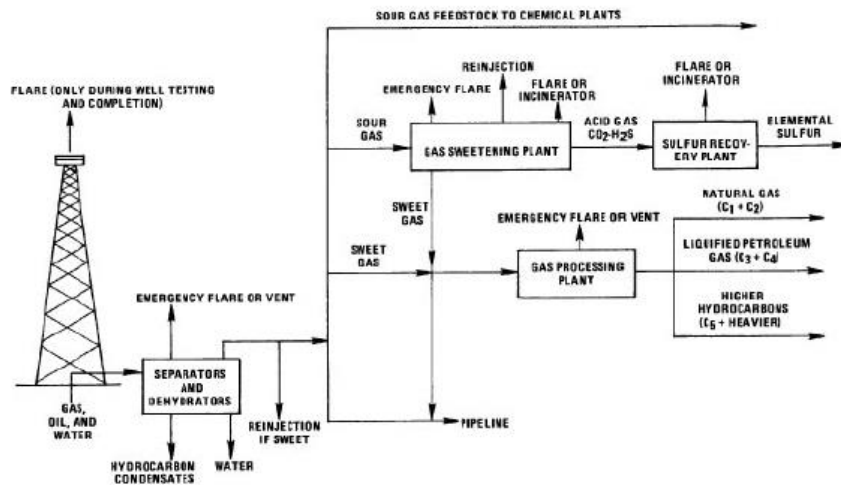 SOUR GAS FEEDSTOCK TO CHEMICAL PLANTS
FLARE (ONLY DURING WELL TESTING
AND COMPLETION)
REINJECTION
EMERGENCY FLARE
FLARE OR
INCINERATOR
FLARE OR
INCINERATOR
SOUR
GAS
GAS SWEETENING PLANT
ACID GAS
CO2-H2S
SULFUR RECOV-
ERY PLANT
ELEMENTAL
SULFUR
SWEET
GAS
SWEET
GAS
EMERGENCY FLARE OR VENT
GAS PROCESSING
PLANT
NATURAL GAS
(C1 + C2)
LIQUIFIED PETROLEUM
GAS (C3 + C4)
HIGHER
HYDROCARBONS
(C5 + HEAVIER)
EMERGENCY FLARE OR VENT
SEPARATORS
AND
DEHYDRATORS
GAS,
OIL, AND
WATER
REINJECTION
IF SWEET
PIPELINE
HYDROCARBON
CONDENSATES
WATER